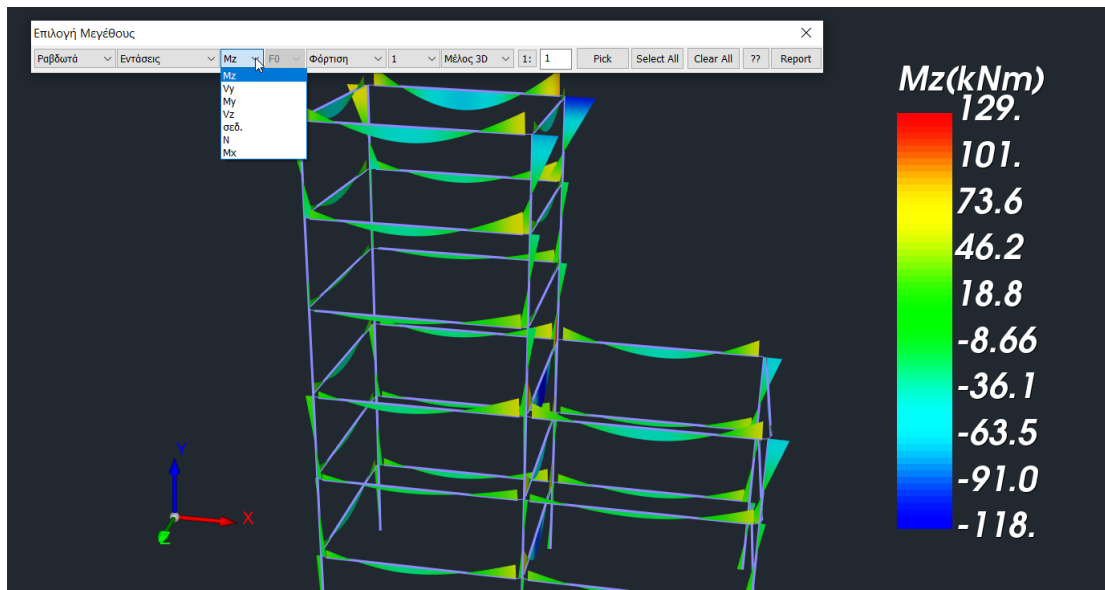 Επιλογή Μεγέθους
Ραβδωτά Εντάσεις Mz F0 Φόρτιση 1 Μέλος 3D 1: 1 Pick Select All Clear All ?? Report
Mz
Vy
My
Vz
σεδ.
N
Mx
Mz(kNm)
129.
101.
73.6
46.2
18.8
-8.66
-36.1
-63.5
-91.0
-118.
Y
X
Z